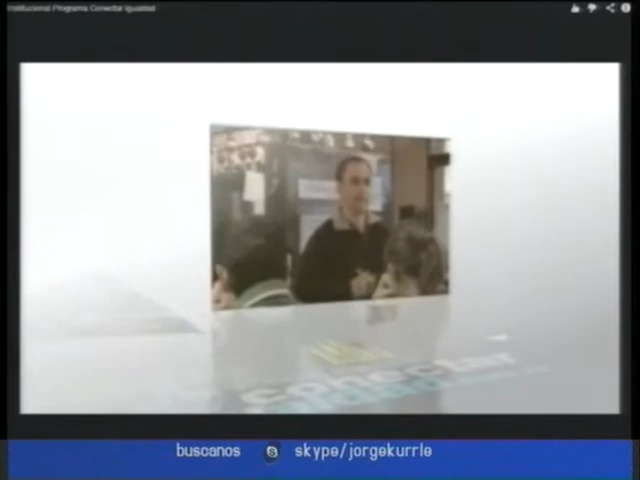 Institucional Programa Conectar Igualdad
conectar
buscanos skype/jorgekurrle